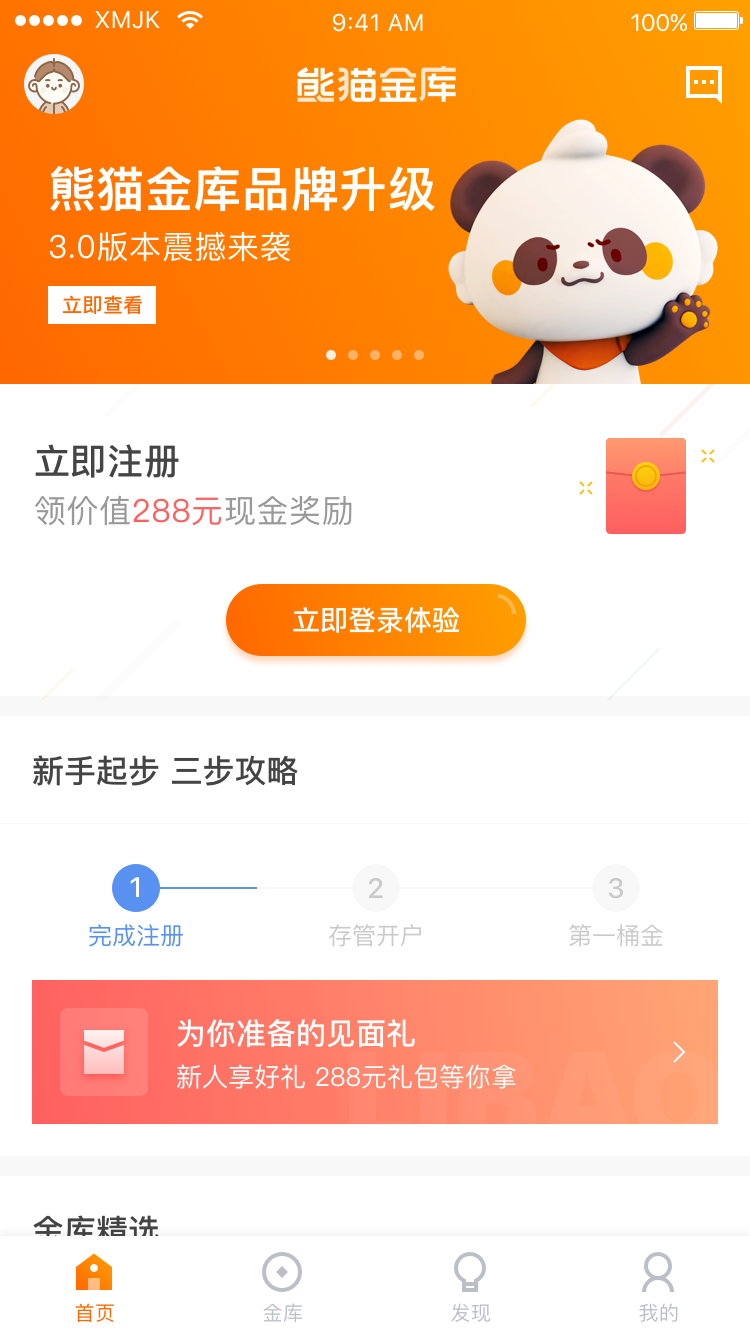 XMJK 9:41 AM 100%
熊猫金库
熊猫金库品牌升级
3.0版本震撼来袭
立即查看
立即注册
领价值288元现金奖励
立即登录体验
新手起步 三步攻略
1 2 3
完成注册 存管开户 第一桶金
为你准备的见面礼
新人享好礼 288元礼包等你拿
LIBAO
金库精选
首页 金库 发现 我的